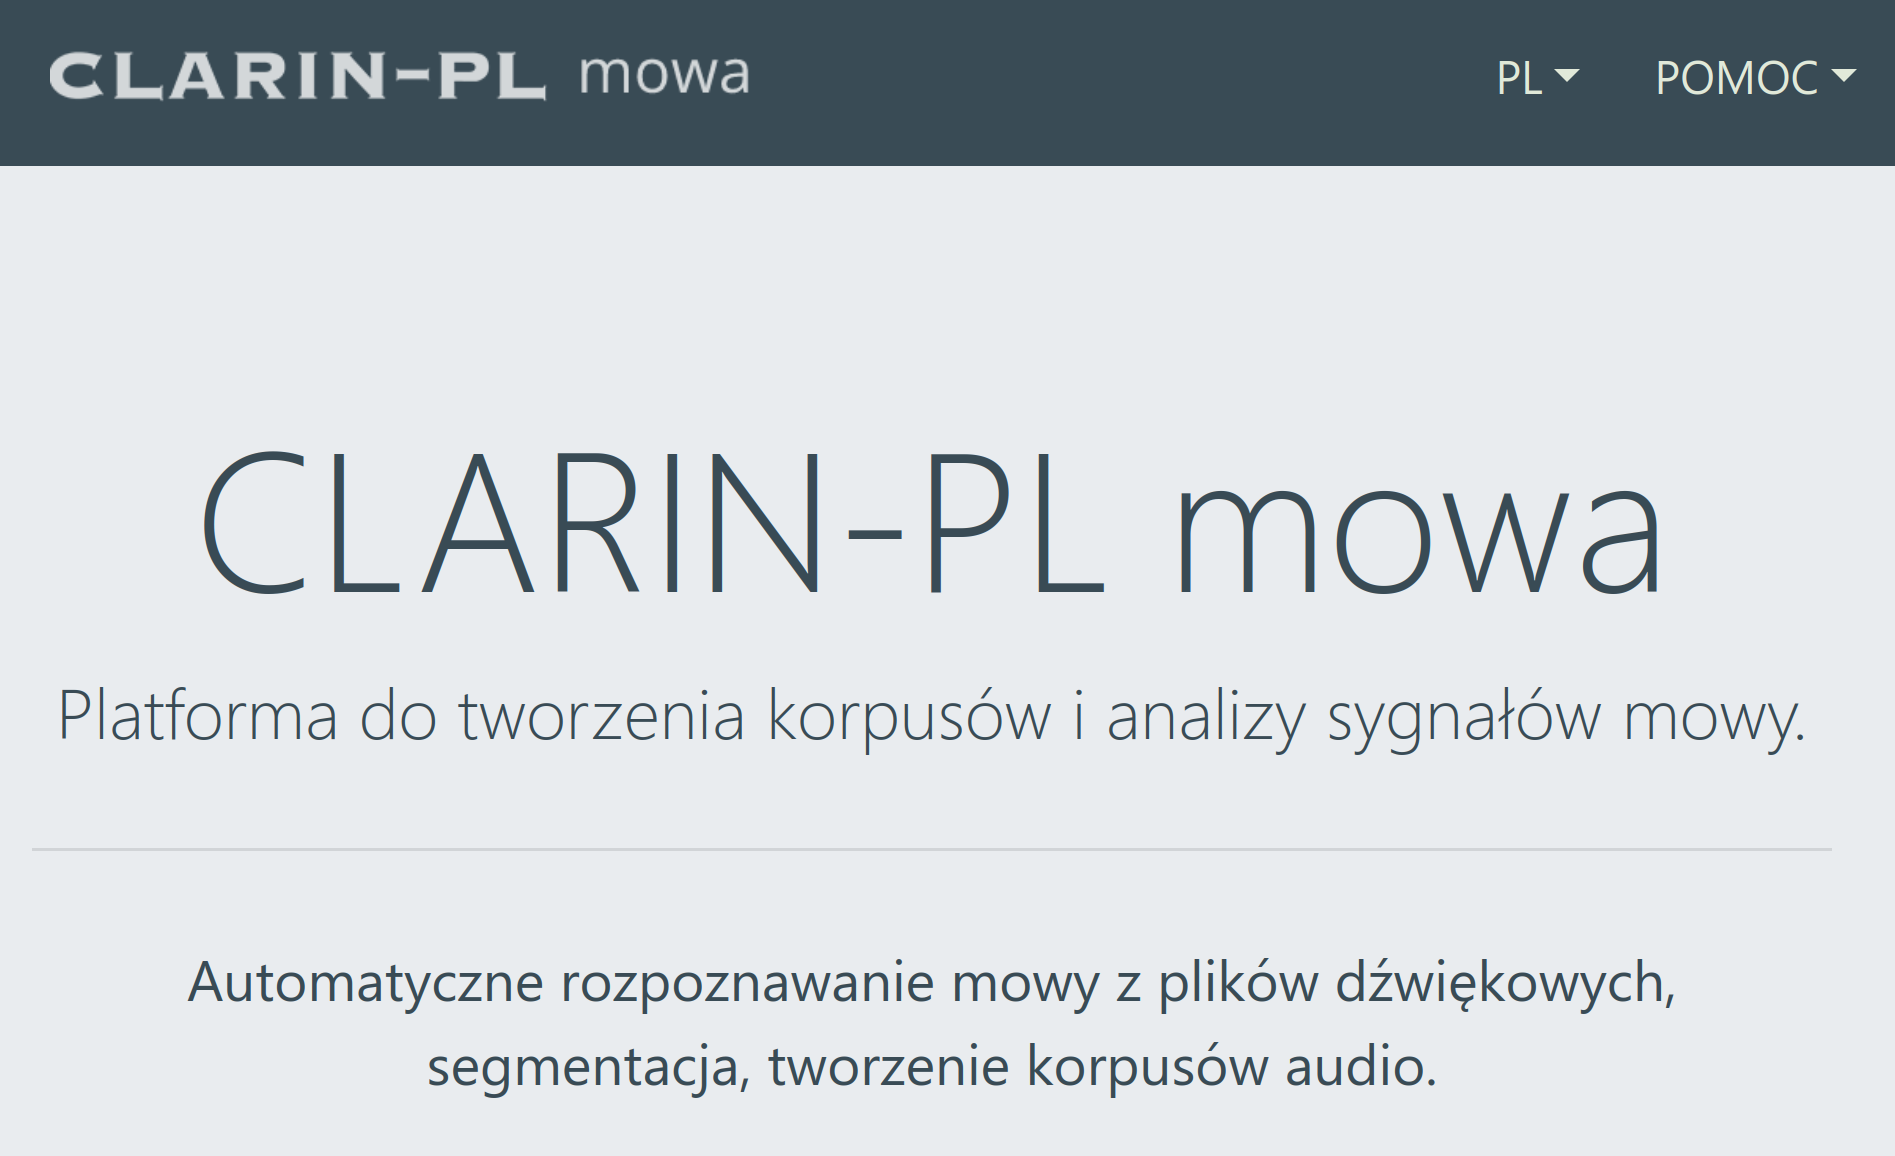 CLARIN-PL mowa PL POMOC
CLARIN-PL mowa
Platforma do tworzenia korpusów i analizy sygnałów mowy.
Automatyczne rozpoznawanie mowy z plików dźwiękowych,
segmentacja, tworzenie korpusów audio.